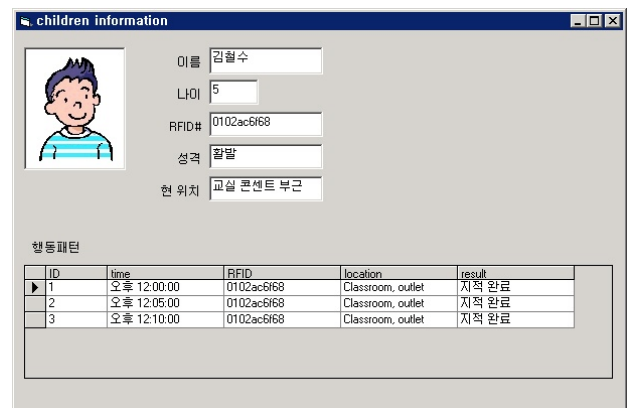 children information
이름 김철수
나이 5
RFID# 0102ac6f68
성격 활발
현 위치 교실 콘센트 부근
행동패턴
ID time RFID location result
1 오후 12:00:00 0102ac6f68 Classroom, outlet 지적 완료
2 오후 12:05:00 0102ac6f68 Classroom, outlet 지적 완료
3 오후 12:10:00 0102ac6f68 Classroom, outlet 지적 완료